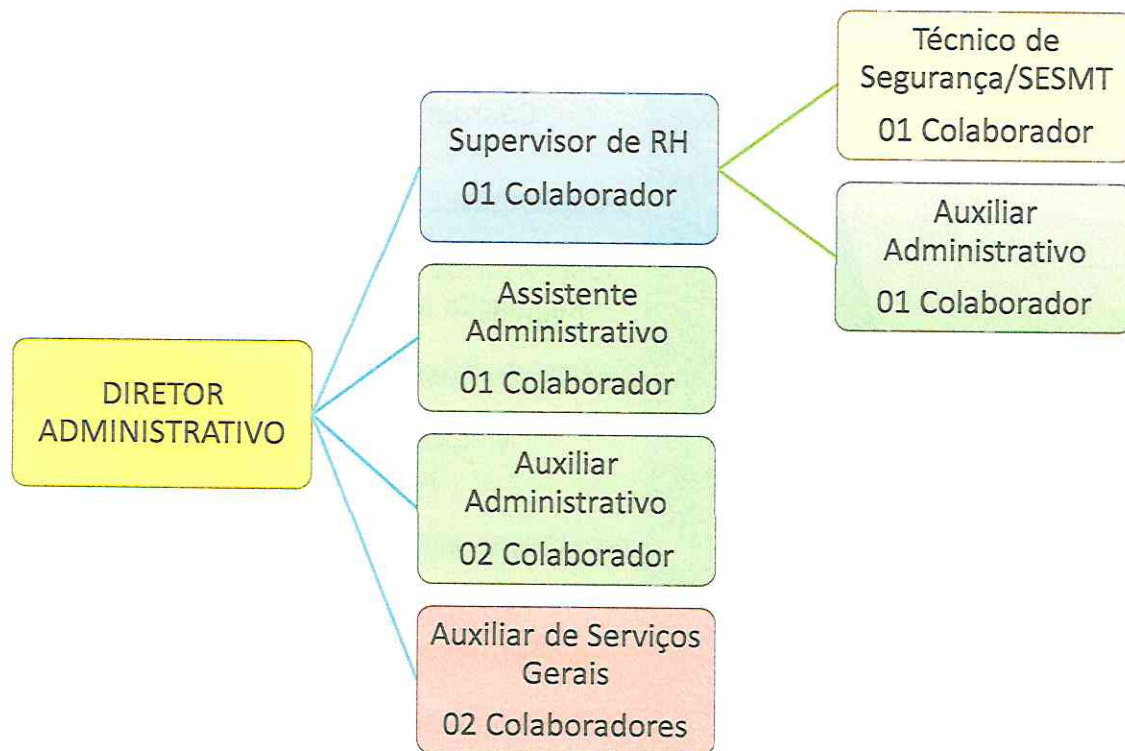 DIRETOR
ADMINISTRATIVO
Supervisor de RH
01 Colaborador
Assistente
Administrativo
01 Colaborador
Auxiliar
Administrativo
02 Colaborador
Auxiliar de Serviços
Gerais
02 Colaboradores
Técnico de
Segurança/SESMT
01 Colaborador
Auxiliar
Administrativo
01 Colaborador